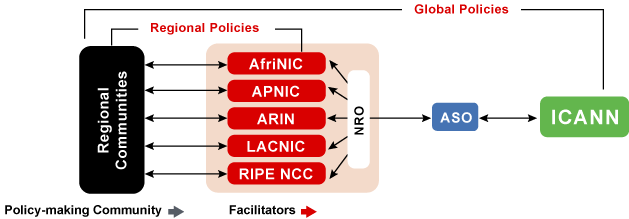 Global Policies
Regional Policies
Regional
Communities
AfriNIC
APNIC
ARIN
LACNIC
RIPE NCC
NRO
ASO
ICANN
Policy-making Community
Facilitators